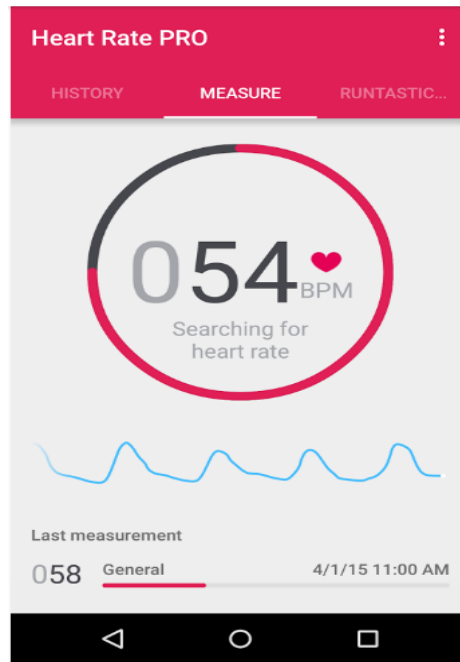 Heart Rate PRO
HISTORY MEASURE RUNTASTIC...
054 BPM
Searching for
heart rate
Last measurement
058 General 4/1/15 11:00 AM